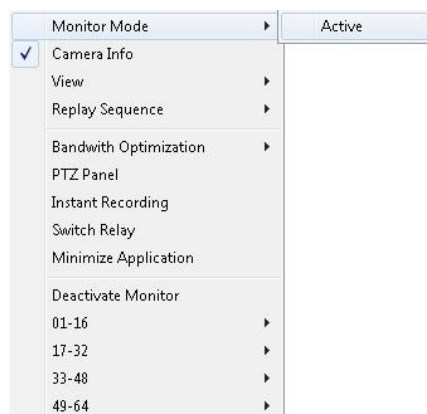 Monitor Mode
Active
Camera Info
View
Replay Sequence
Bandwith Optimization
PTZ Panel
Instant Recording
Switch Relay
Minimize Application
Deactivate Monitor
01-16
17-32
33-48
49-64